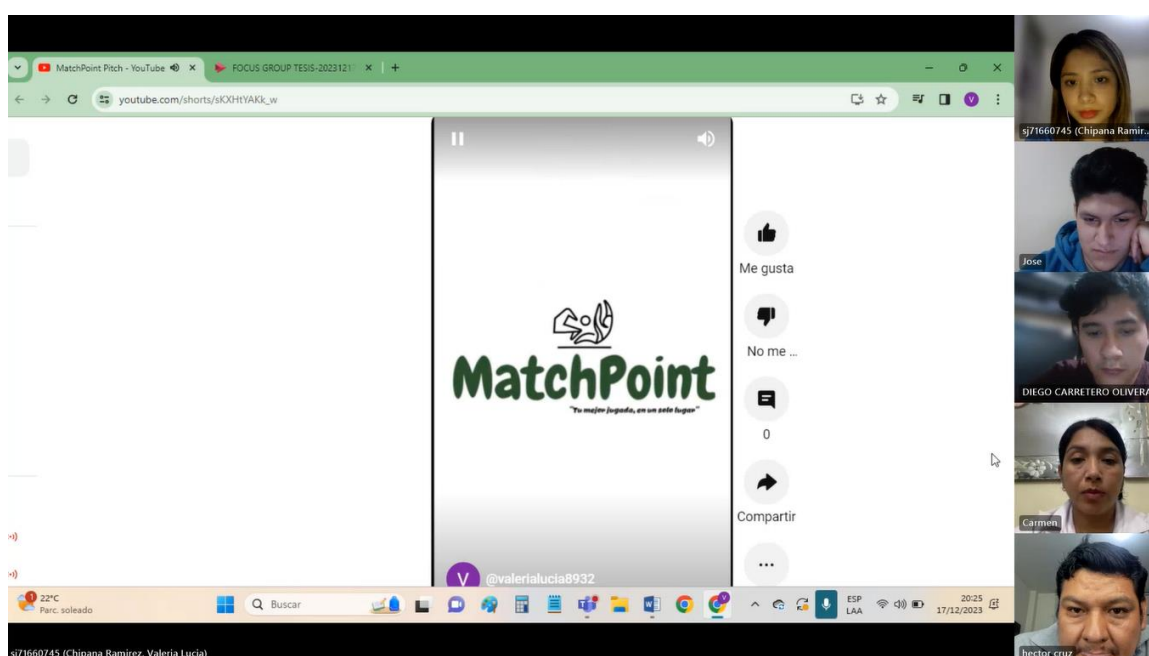 MatchPoint Pitch - YouTube
FOCUS GROUP TESIS-2023121
youtube.com/shorts/sKXHtYAKk_w
V
MatchPoint
"Tu mejor jugada, en un solo lugar"
Me gusta
No me ...
0
Compartir
V @valerialucia8932
1
22°C
Parc. soleado
Buscar
ESP
LAA
20:25
17/12/2023
sj71660745 (Chipana Ramirez, Valeria Lucia)
sj71660745 (Chipana Ramir...
Jose
DIEGO CARRETERO OLIVERA
Carmen
hector cruz